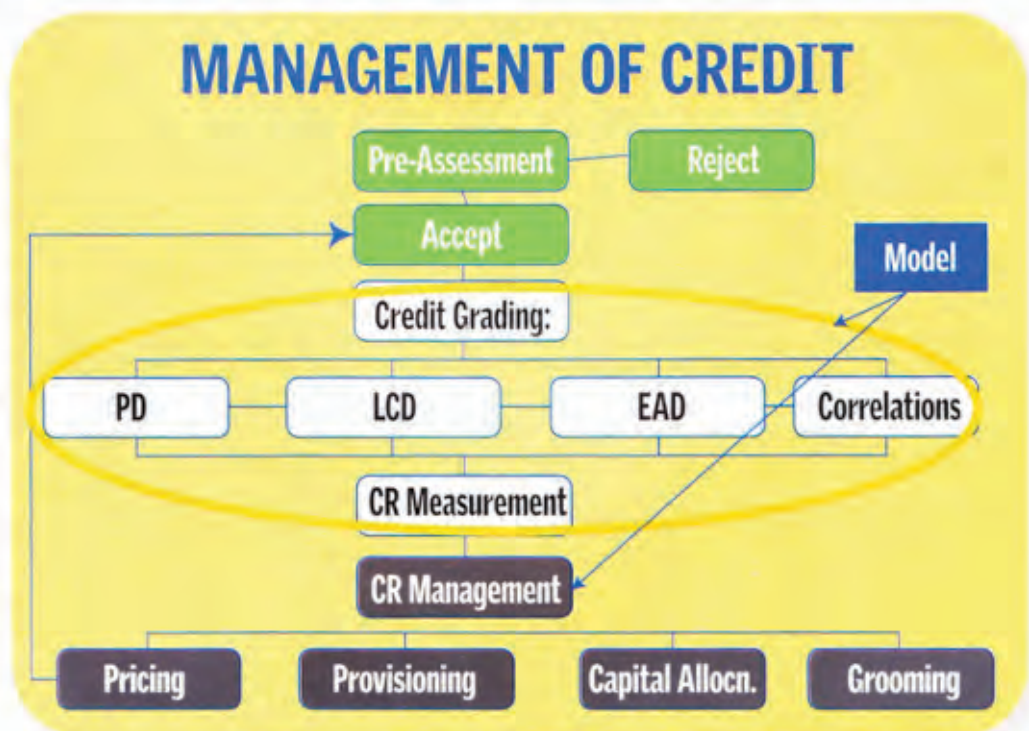 MANAGEMENT OF CREDIT
Pre-Assessment
Reject
Accept
Model
Credit Grading:
PD
LCD
EAD
Correlations
CR Measurement
CR Management
Pricing
Provisioning
Capital Allocn.
Grooming